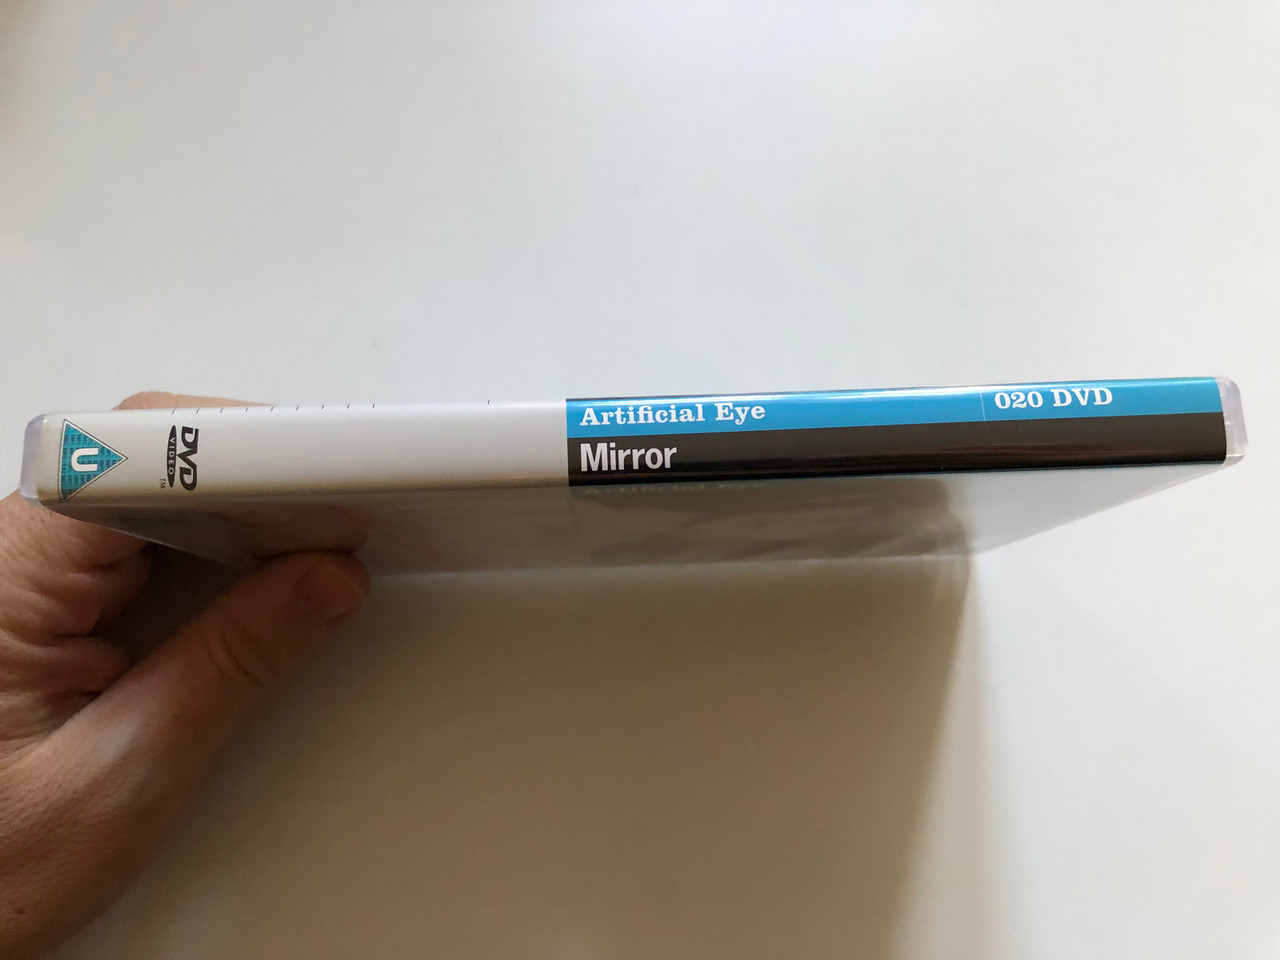 Artificial Eye 020 DVD
Mirror
U
DVD
VIDEO
TM